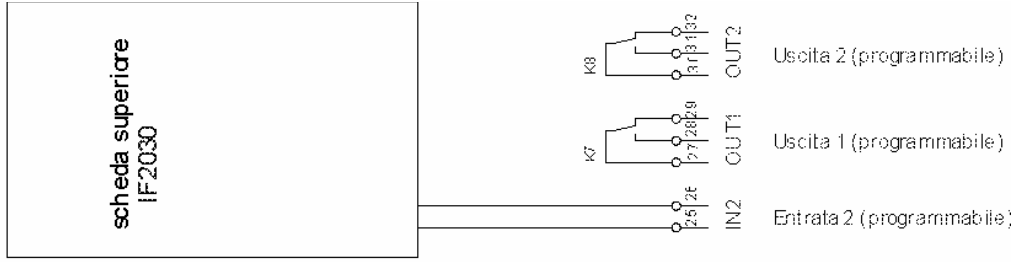 scheda superiore
IF2030
K8
32
31
30
OUT2
Uscita 2 (programmabile)
K7
29
28
27
OUT1
Uscita 1 (programmabile)
26
25
IN2
Entrata 2 (programmabile)